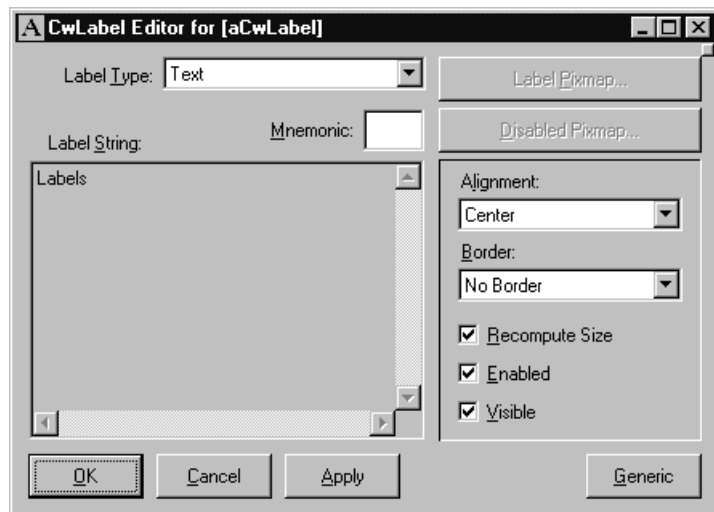 A CwLabel Editor for [aCwLabel]
Label Type: Text
Label Pixmap...
Mnemonic:
Disabled Pixmap...
Label String:
Labels
Alignment:
Center
Border:
No Border
Recompute Size
Enabled
Visible
OK Cancel Apply Generic